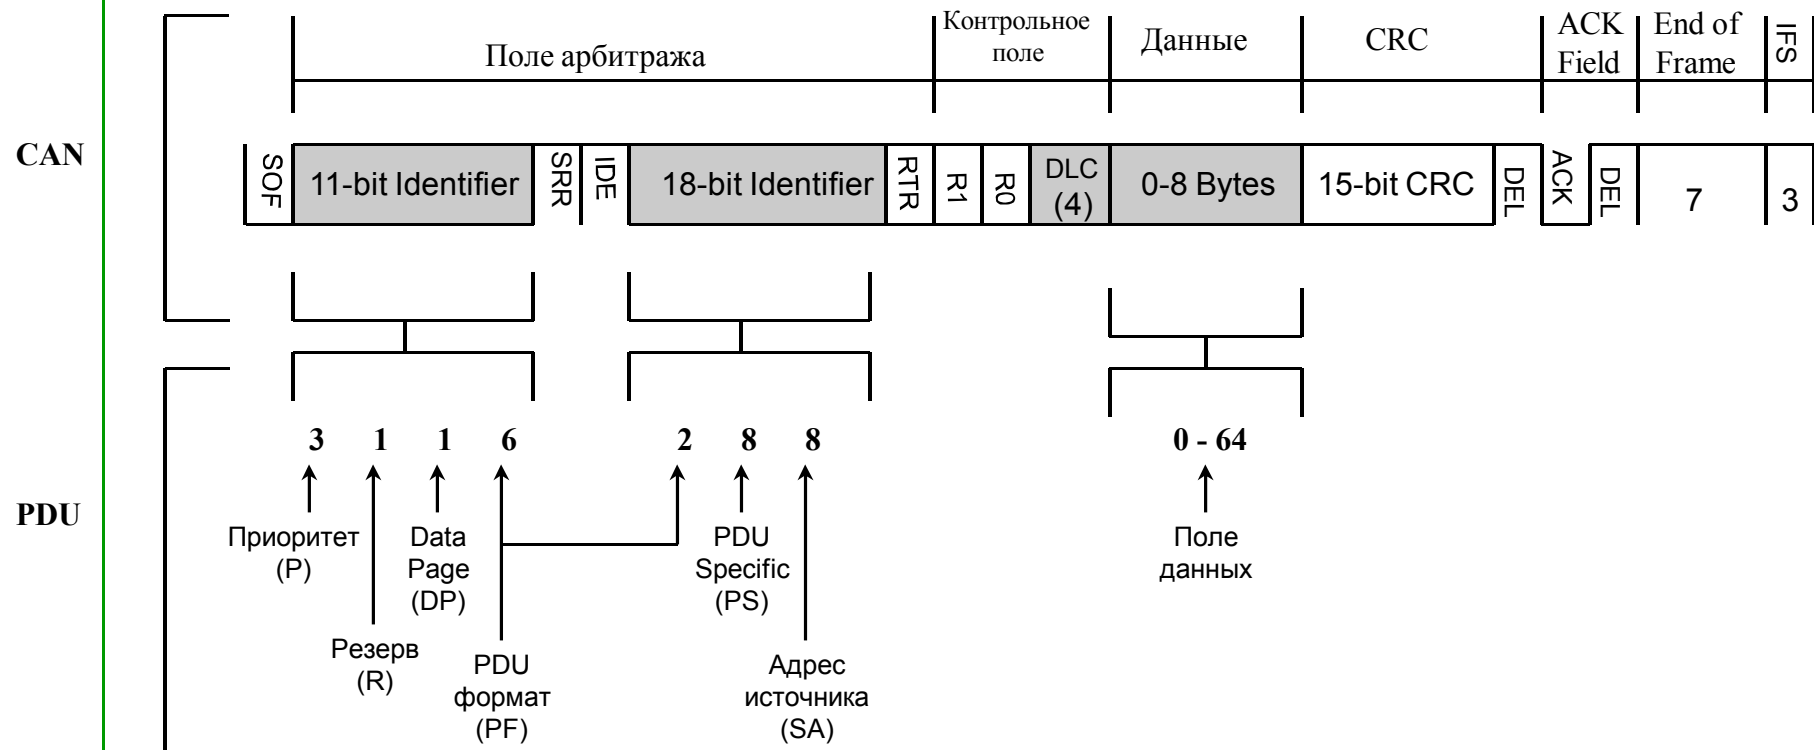 Поле арбитража
Контрольное
поле
Данные
CRC
ACK
Field
End of
Frame
IFS
CAN
SOF
11-bit Identifier
SRR
IDE
18-bit Identifier
RTR
R1
R0
DLC
(4)
0-8 Bytes
15-bit CRC
DEL
ACK
DEL
7
3
PDU
3 1 1 6 2 8 8 0 - 64
Приоритет
(P)
Резерв
(R)
Data
Page
(DP)
PDU
формат
(PF)
PDU
Specific
(PS)
Адрес
источника
(SA)
Поле
данных